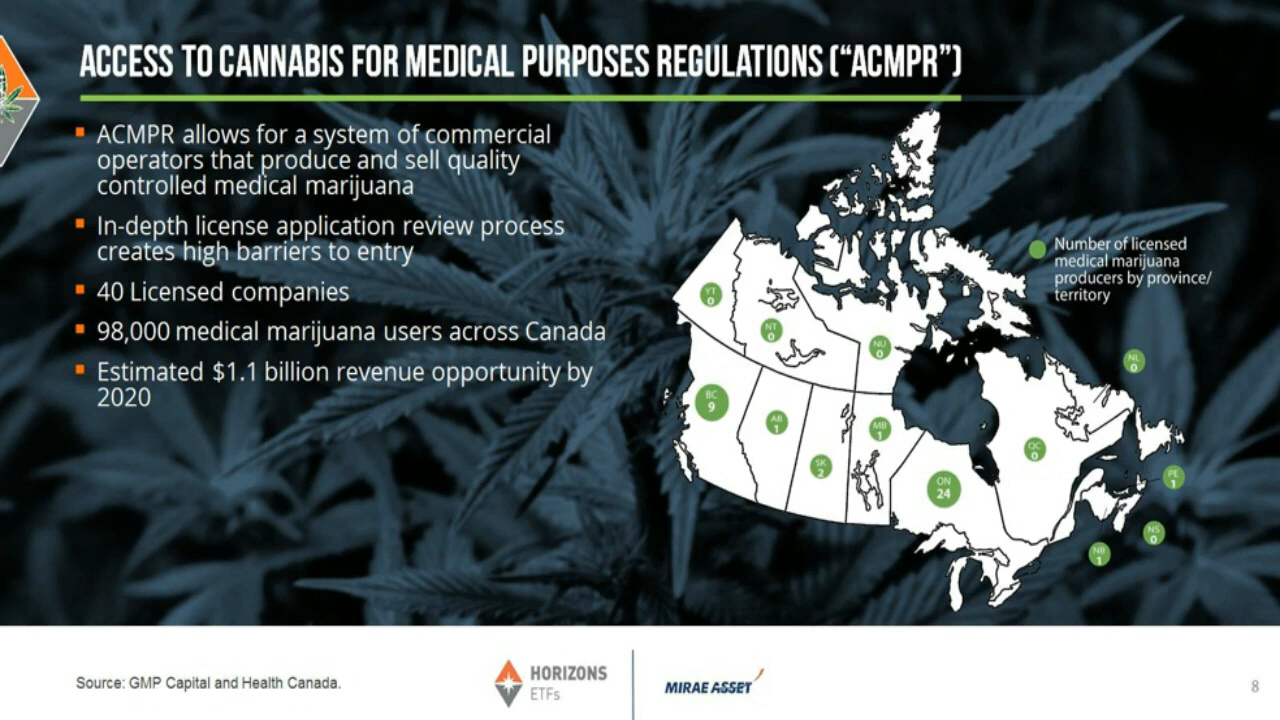 ACCESS TO CANNABIS FOR MEDICAL PURPOSES REGULATIONS (“ACMPR”)
ACMPR allows for a system of commercial
operators that produce and sell quality
controlled medical marijuana
In-depth license application review process
creates high barriers to entry
40 Licensed companies
98,000 medical marijuana users across Canada
Estimated $1.1 billion revenue opportunity by
2020
Number of licensed
medical marijuana
producers by province/
territory
YT
0
NT
0
NU
0
NL
0
BC
9
AB
1
MB
1
SK
2
QC
0
ON
24
PE
1
NS
0
NB
1
Source: GMP Capital and Health Canada.
HORIZONS
ETFs
MIRAE ASSET
8